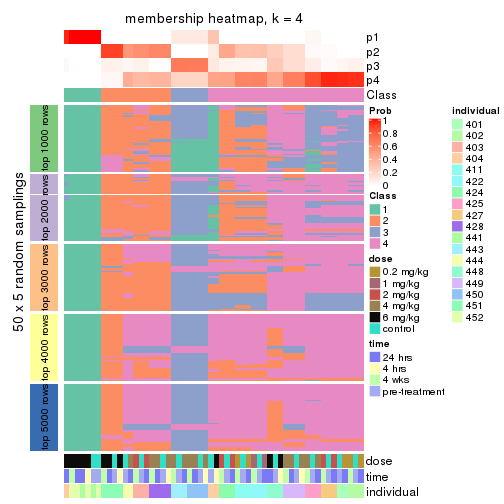 membership heatmap, k = 4
p1
p2
p3
p4
Class
50 x 5 random samplings
top 1000 rows
top 2000 rows
top 3000 rows
top 4000 rows
top 5000 rows
dose
time
individual
Prob
1
0.8
0.6
0.4
0.2
0
Class
1
2
3
4
dose
0.2 mg/kg
1 mg/kg
2 mg/kg
4 mg/kg
6 mg/kg
control
time
24 hrs
4 hrs
4 wks
pre-treatment
individual
401
402
403
404
411
422
424
425
427
428
441
443
444
448
449
450
451
452